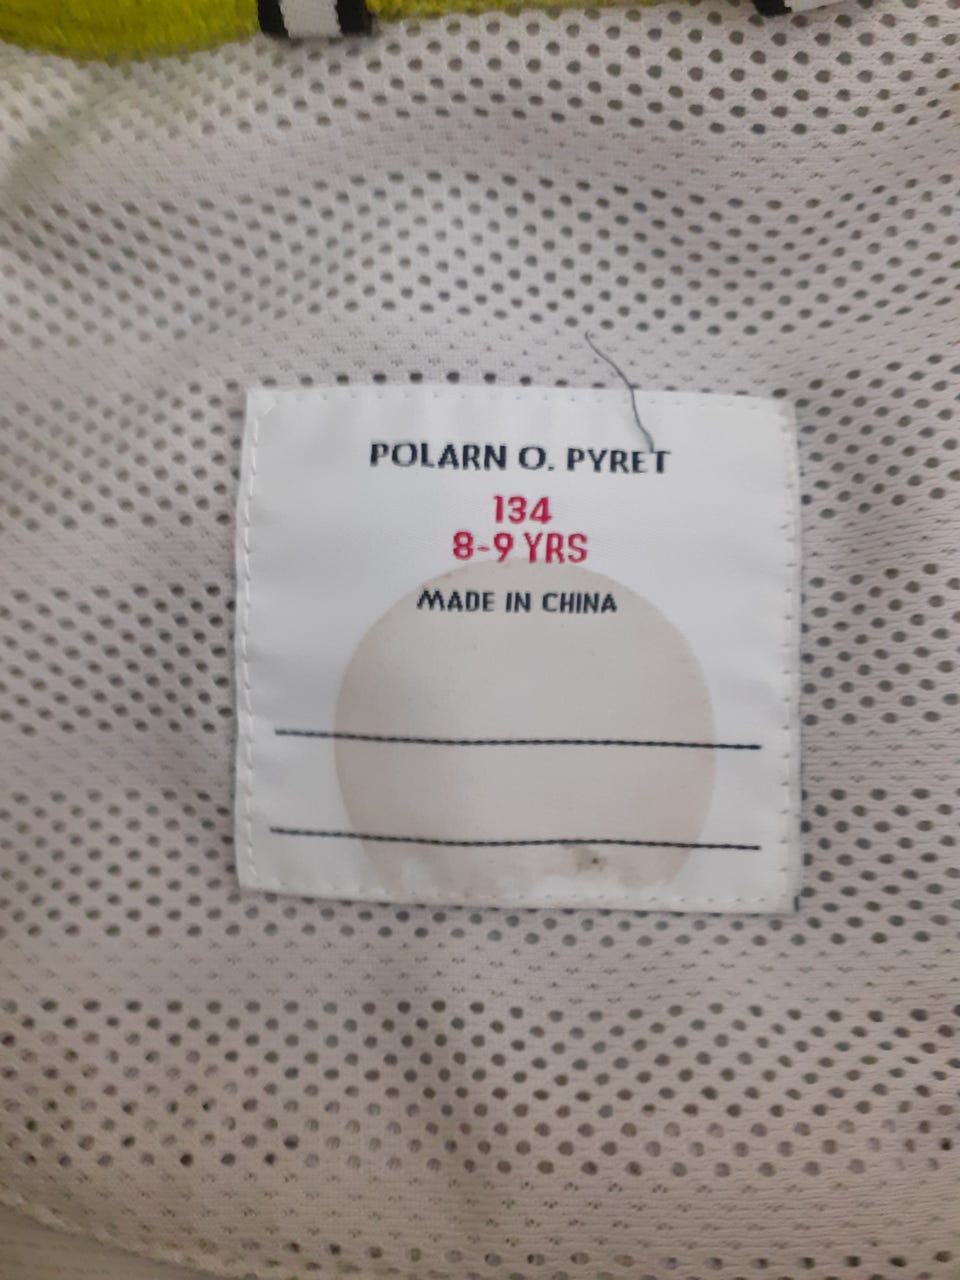 POLARN O. PYRET
134
8-9 YRS
MADE IN CHINA